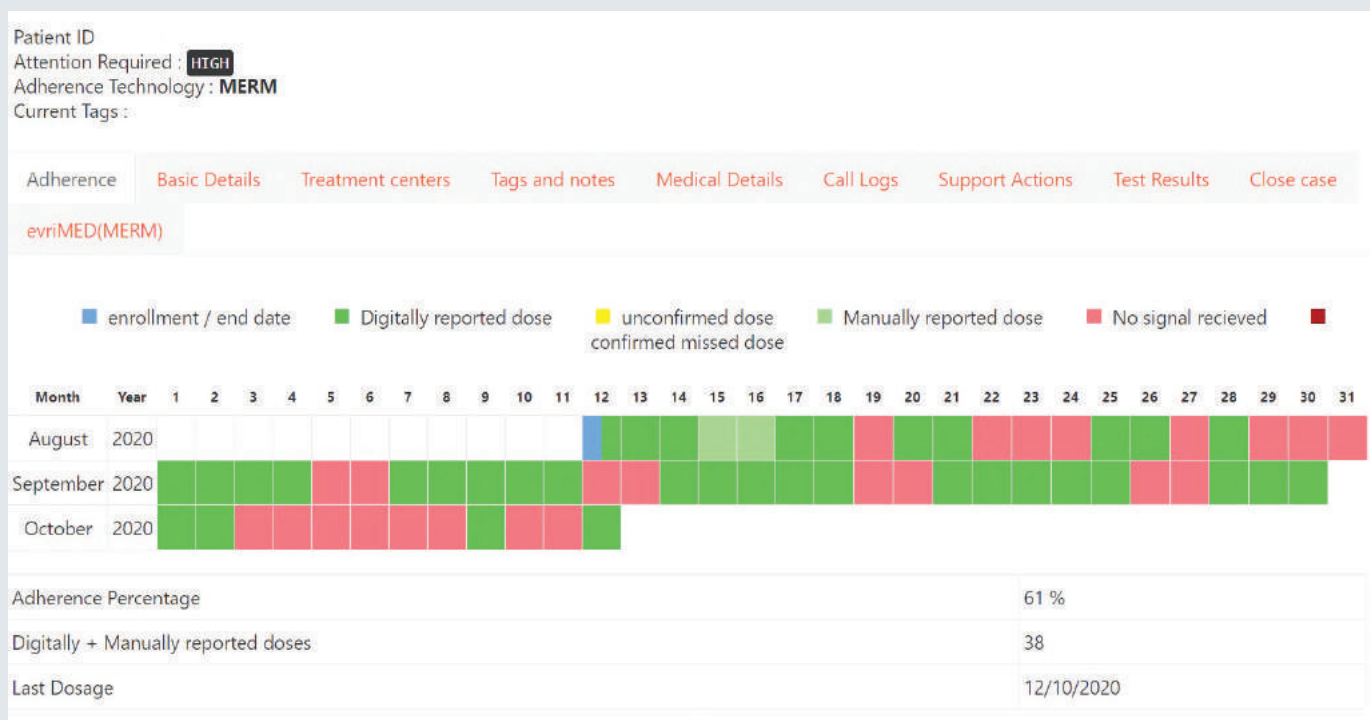 Patient ID
Attention Required : HIGH
Adherence Technology : MERM
Current Tags :
Adherence Basic Details Treatment centers Tags and notes Medical Details Call Logs Support Actions Test Results Close case
evriMED(MERM)
enrollment / end date Digitally reported dose unconfirmed dose Manually reported dose No signal recieved
confirmed missed dose
Month Year 1 2 3 4 5 6 7 8 9 10 11 12 13 14 15 16 17 18 19 20 21 22 23 24 25 26 27 28 29 30 31
August 2020
September 2020
October 2020
Adherence Percentage 61 %
Digitally + Manually reported doses 38
Last Dosage 12/10/2020